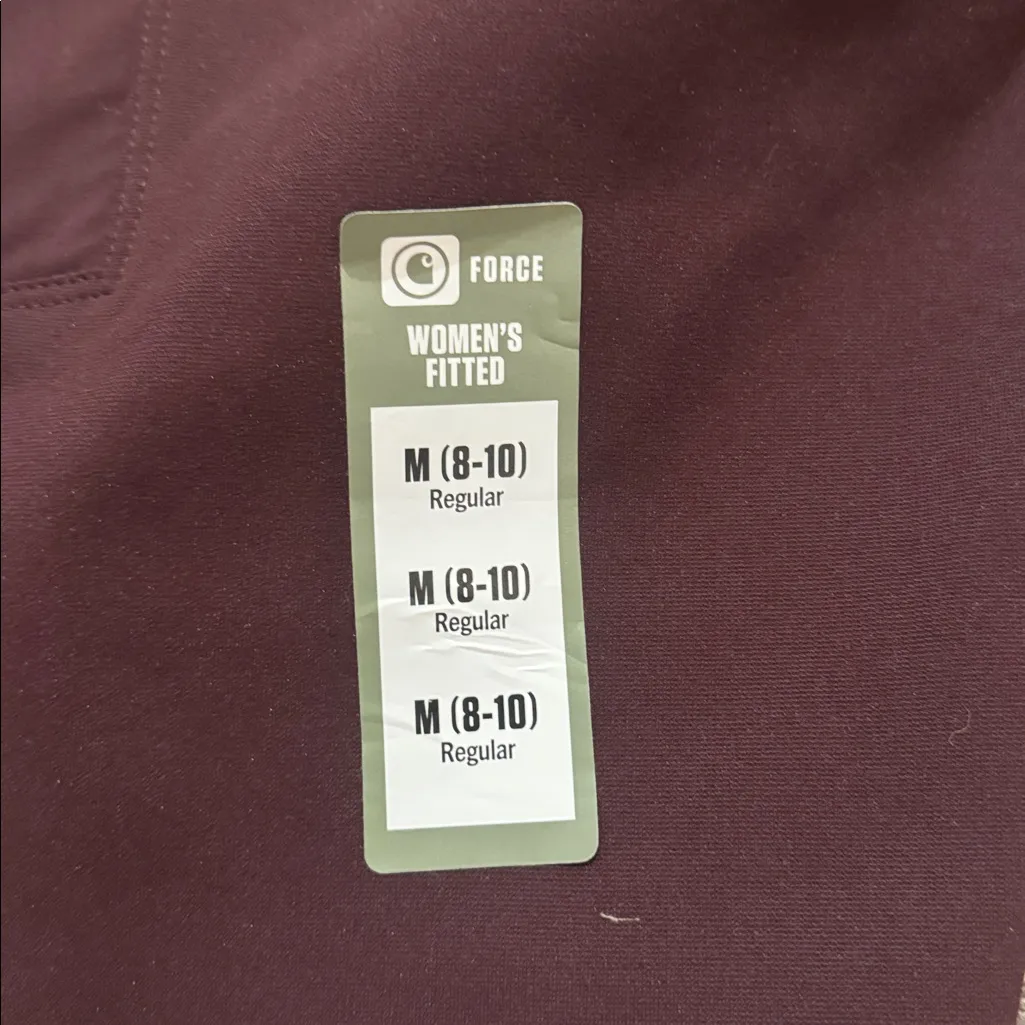 FORCE
WOMEN'S
FITTED
M (8-10)
Regular
M (8-10)
Regular
M (8-10)
Regular